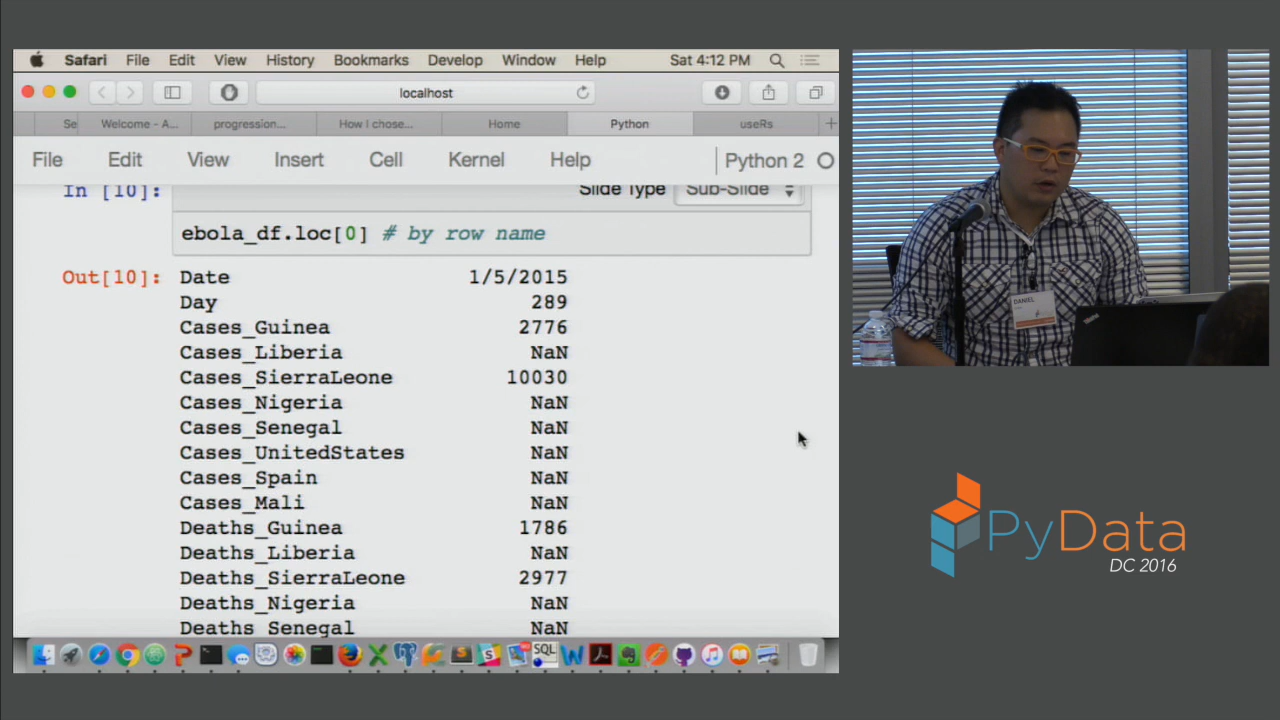 Safari File Edit View History Bookmarks Develop Window Help Sat 4:12 PM
localhost
Se Welcome - A... progression... How I chose... Home Python useRs
File Edit View Insert Cell Kernel Help Python 2
In [10]: Slide Type Sub-Slide
ebola_df.loc[0] # by row name
Out[10]: Date 1/5/2015
Day 289
Cases_Guinea 2776
Cases_Liberia NaN
Cases_SierraLeone 10030
Cases_Nigeria NaN
Cases_Senegal NaN
Cases_UnitedStates NaN
Cases_Spain NaN
Cases_Mali NaN
Deaths_Guinea 1786
Deaths_Liberia NaN
Deaths_SierraLeone 2977
Deaths_Nigeria NaN
Deaths_Senegal NaN
SQL
DANIEL
ThinkPad
PyData
DC 2016